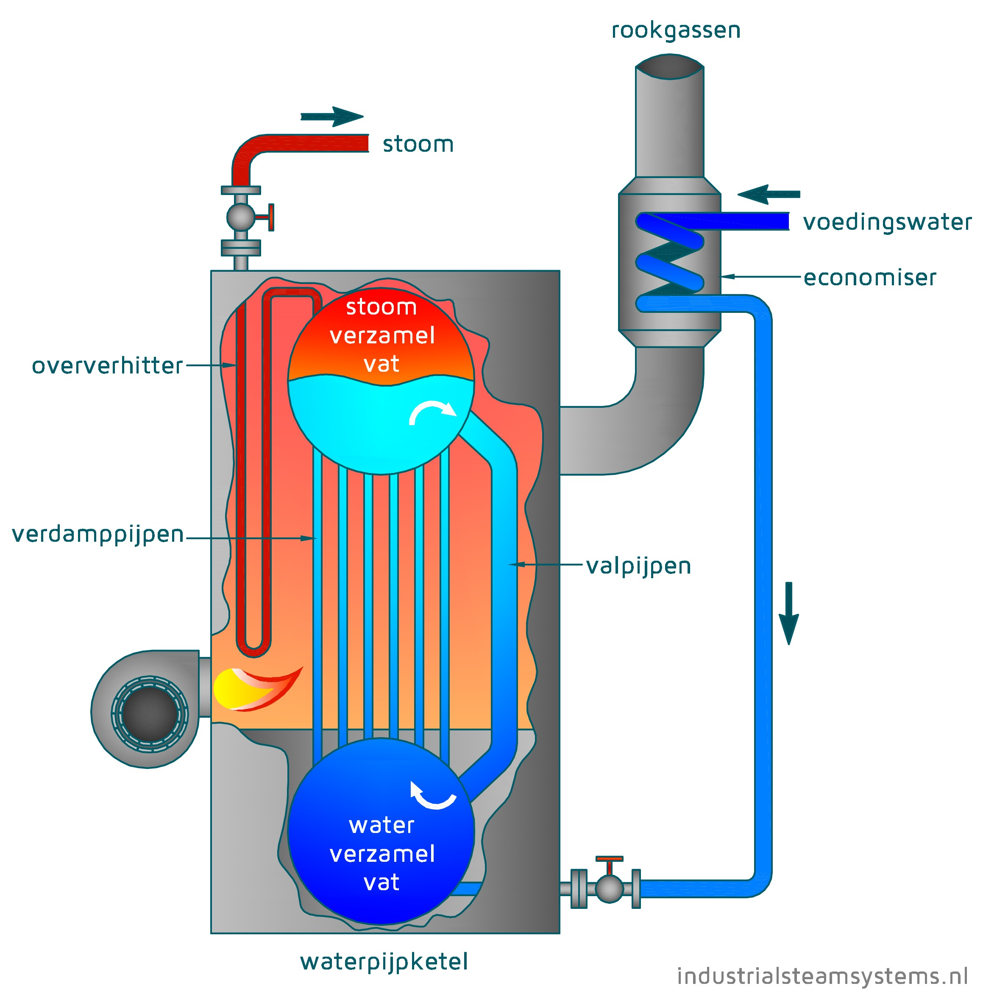 rookgassen
stoom
voedingswater
economiser
stoom
verzamel
vat
oververhitter
verdamppijpen
valpijpen
water
verzamel
vat
waterpijpketel
industrialsteamsystems.nl